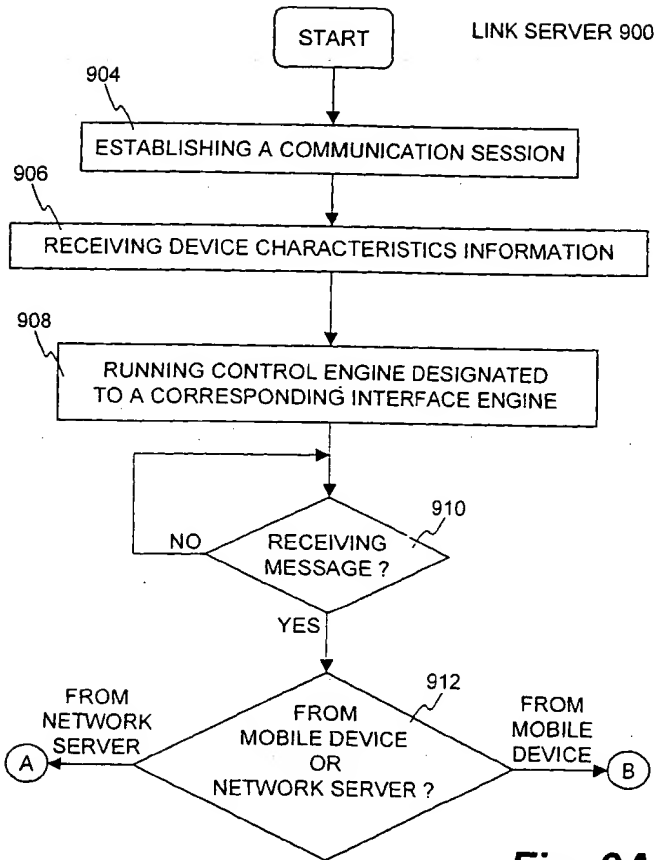 START
LINK SERVER 900
904
ESTABLISHING A COMMUNICATION SESSION
906
RECEIVING DEVICE CHARACTERISTICS INFORMATION
908
RUNNING CONTROL ENGINE DESIGNATED
TO A CORRESPONDING INTERFACE ENGINE
910
NO
RECEIVING
MESSAGE ?
YES
912
FROM
NETWORK
SERVER
FROM
MOBILE DEVICE
OR
NETWORK SERVER ?
FROM
MOBILE
DEVICE
A
B